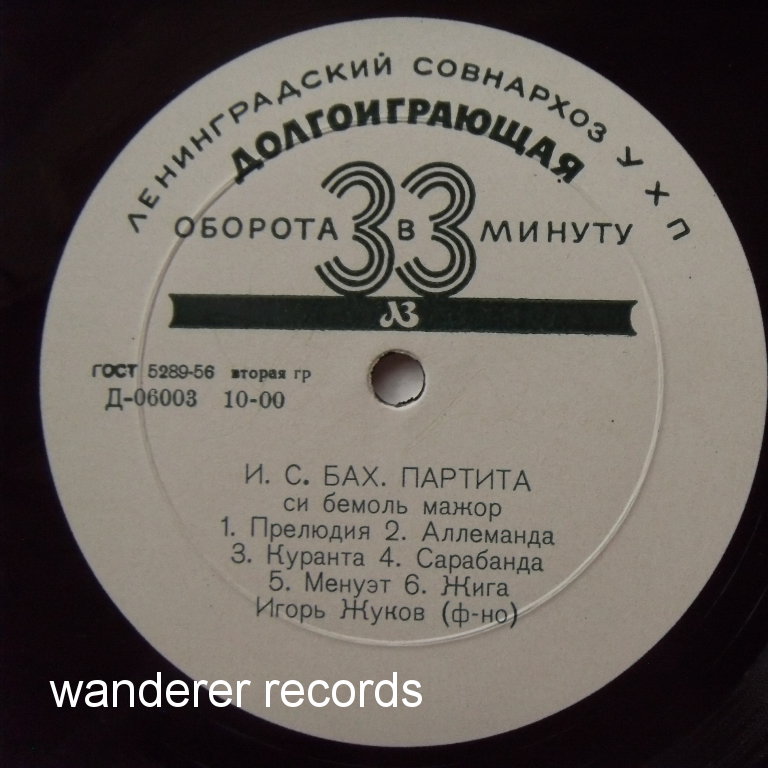 ЛЕНИНГРАДСКИЙ СОВНАРХОЗ УХП
ДОЛГОИГРАЮЩАЯ
ОБОРОТА 33 В МИНУТУ
ЛЗ
ГОСТ 5289-56 вторая гр
Д-06003 10-00
И. С. БАХ. ПАРТИТА
си бемоль мажор
1. Прелюдия 2. Аллеманда
3. Куранта 4. Сарабанда
5. Менуэт 6. Жига
Игорь Жуков (ф-но)
wanderer records